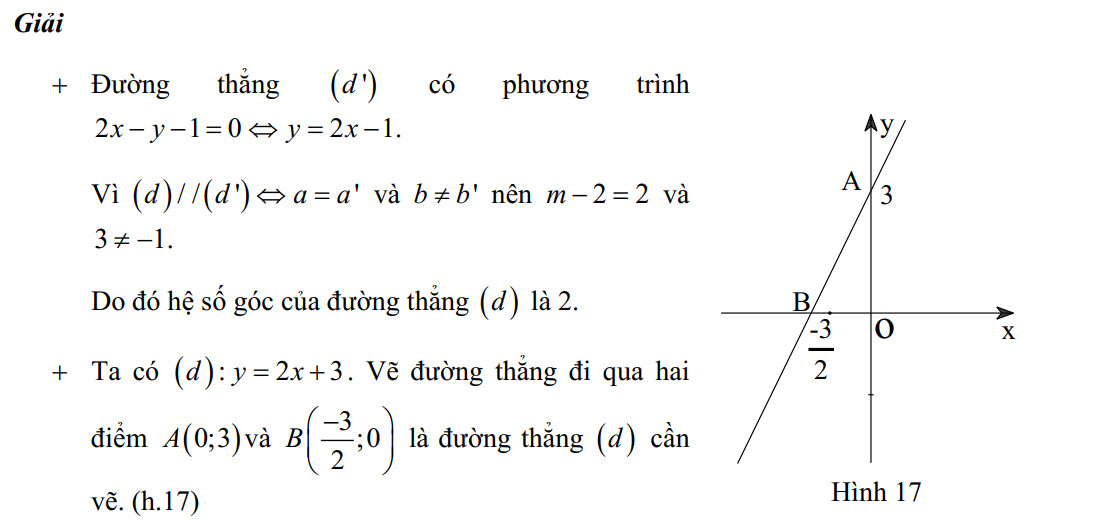 Giải
+ Đường thẳng (d') có phương trình
2x − y − 1 = 0 ⇔ y = 2x − 1.
Vì (d) / /(d') ⇔ a = a' và b ≠ b' nên m − 2 = 2 và
3 ≠ −1.
Do đó hệ số góc của đường thẳng (d) là 2.
+ Ta có (d): y = 2x + 3. Vẽ đường thẳng đi qua hai
điểm A(0;3) và B(−3/2;0) là đường thẳng (d) cần
vẽ. (h.17)
y
A
3
B
-3/2
O
x
Hình 17